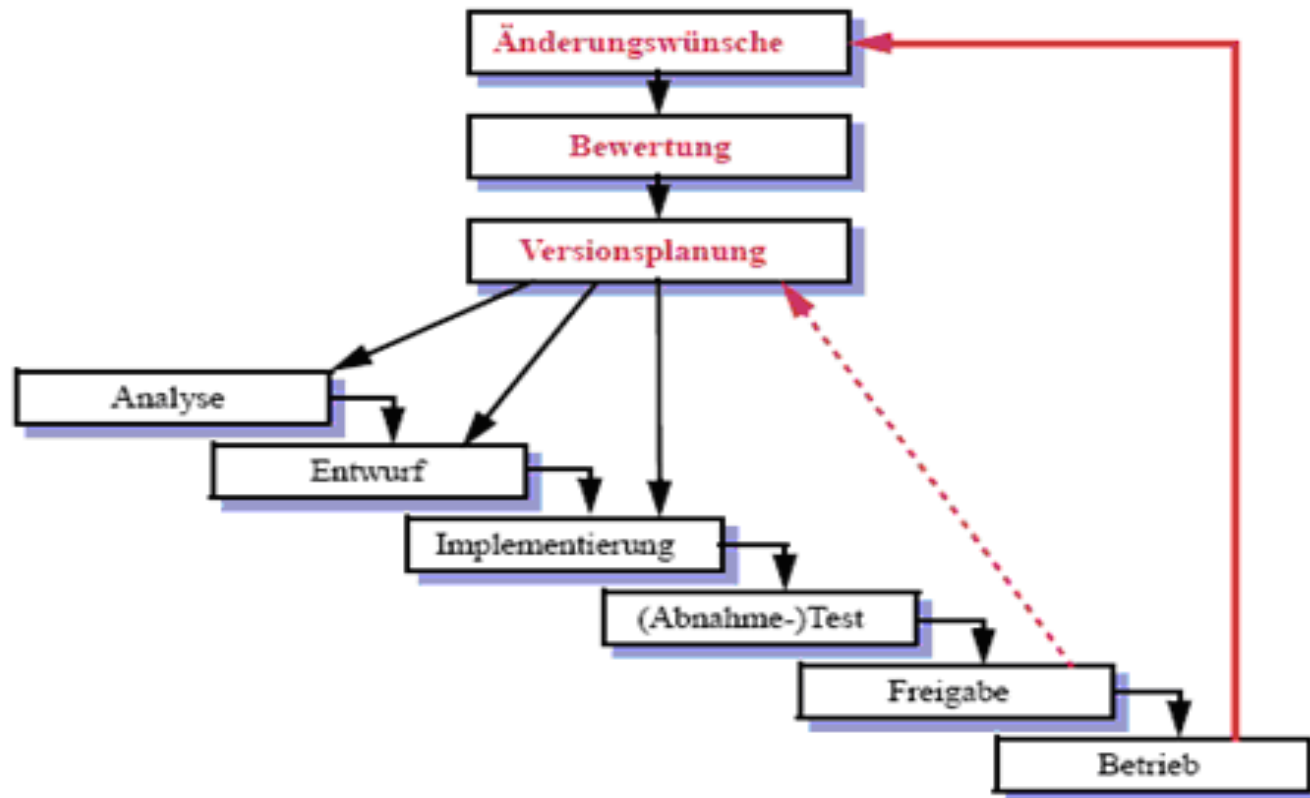 Änderungswünsche
Bewertung
Versionsplanung
Analyse
Entwurf
Implementierung
(Abnahme-)Test
Freigabe
Betrieb